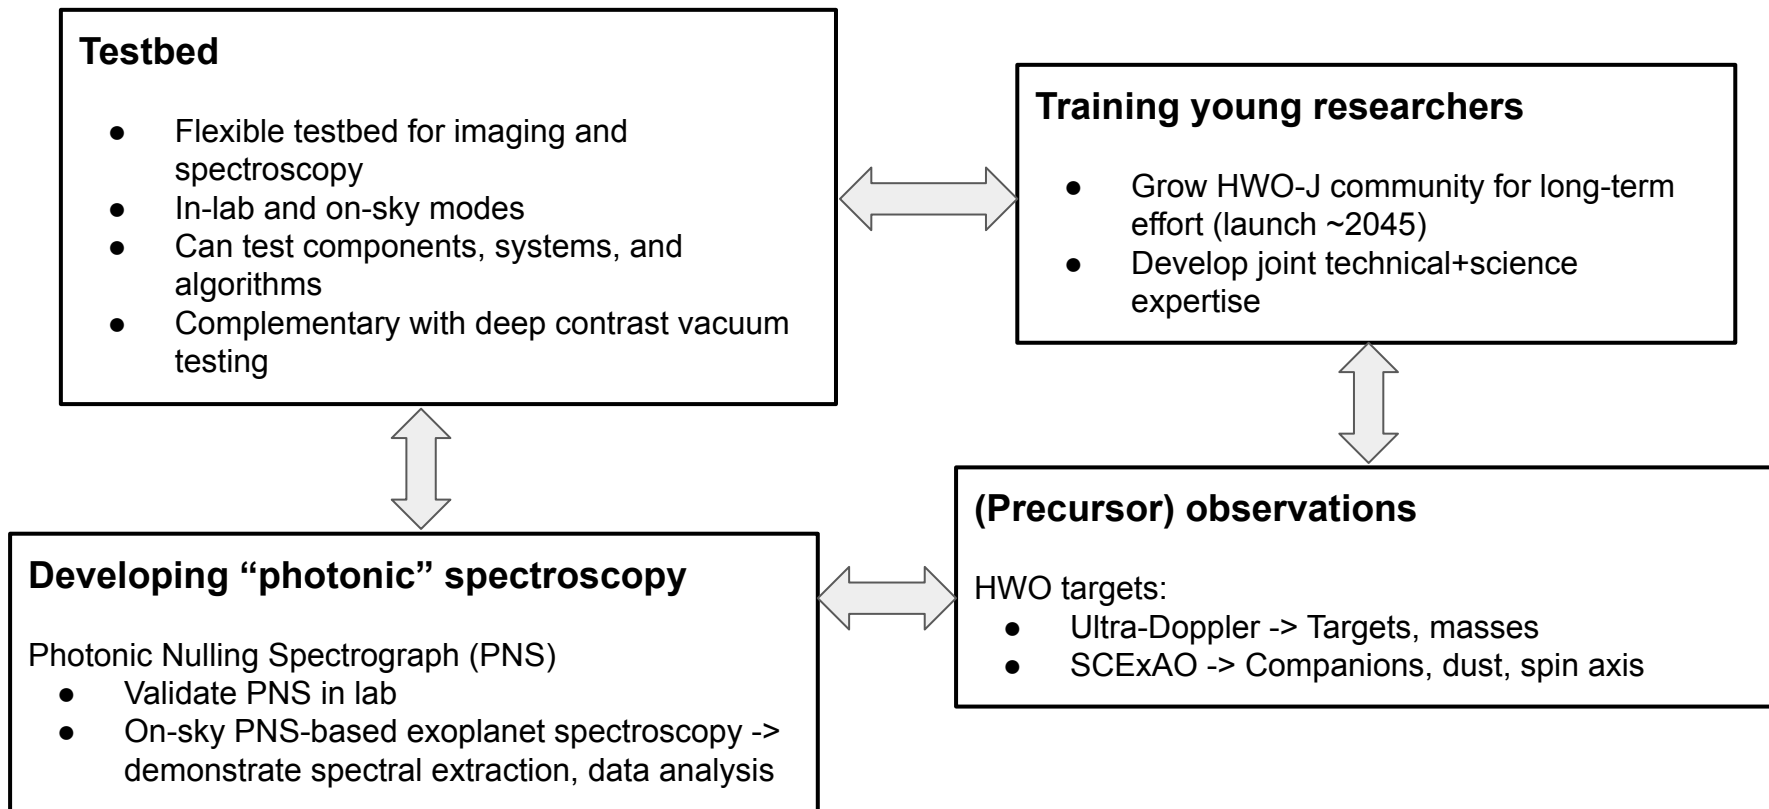 Testbed
● Flexible testbed for imaging and
spectroscopy
● In-lab and on-sky modes
● Can test components, systems, and
algorithms
● Complementary with deep contrast vacuum
testing
Training young researchers
● Grow HWO-J community for long-term
effort (launch ~2045)
● Develop joint technical+science
expertise
Developing “photonic” spectroscopy
Photonic Nulling Spectrograph (PNS)
● Validate PNS in lab
● On-sky PNS-based exoplanet spectroscopy ->
demonstrate spectral extraction, data analysis
(Precursor) observations
HWO targets:
● Ultra-Doppler -> Targets, masses
● SCExAO -> Companions, dust, spin axis